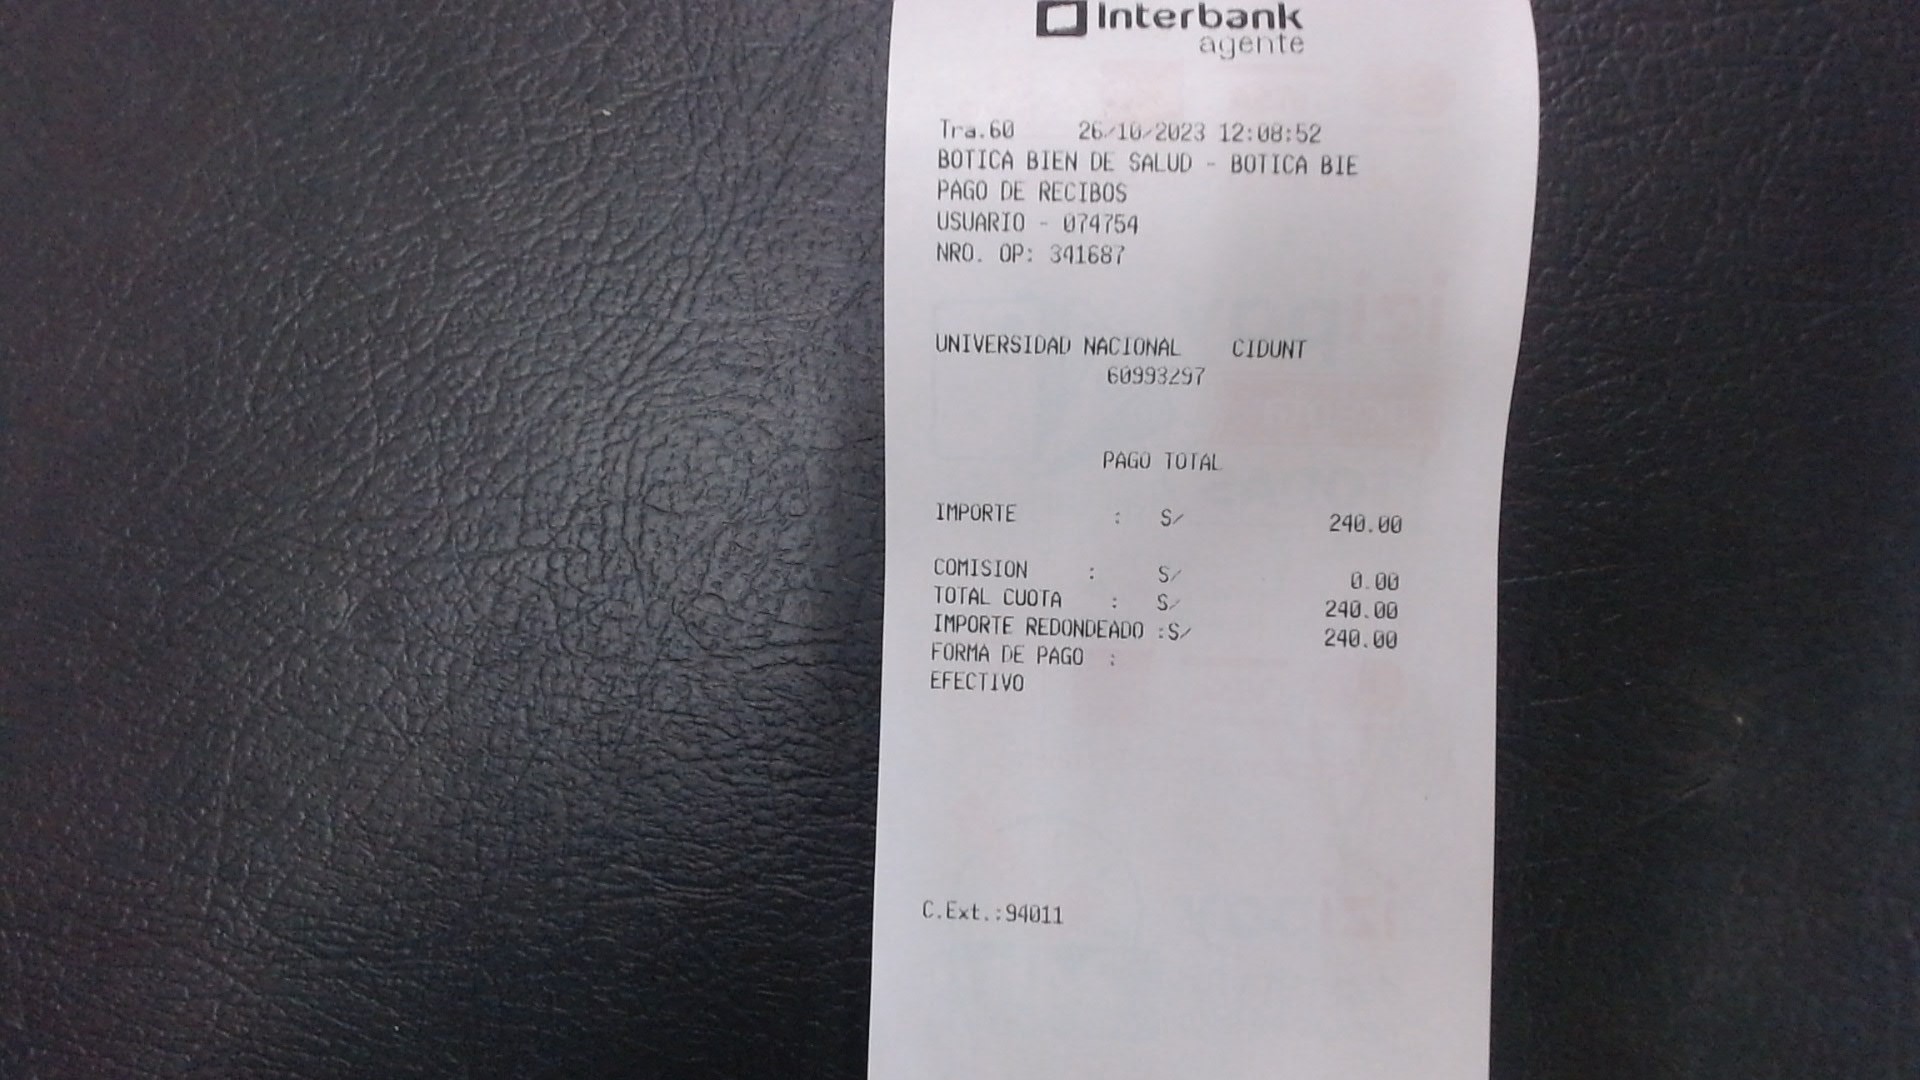 Interbank
agente
Tra.60 26/10/2023 12:08:52
BOTICA BIEN DE SALUD - BOTICA BIE
PAGO DE RECIBOS
USUARIO - 074754
NRO. OP: 341687
UNIVERSIDAD NACIONAL CIDUNT
60993297
PAGO TOTAL
IMPORTE : S/ 240.00
COMISION : S/ 0.00
TOTAL CUOTA : S/ 240.00
IMPORTE REDONDEADO :S/ 240.00
FORMA DE PAGO :
EFECTIVO
C.Ext.:94011